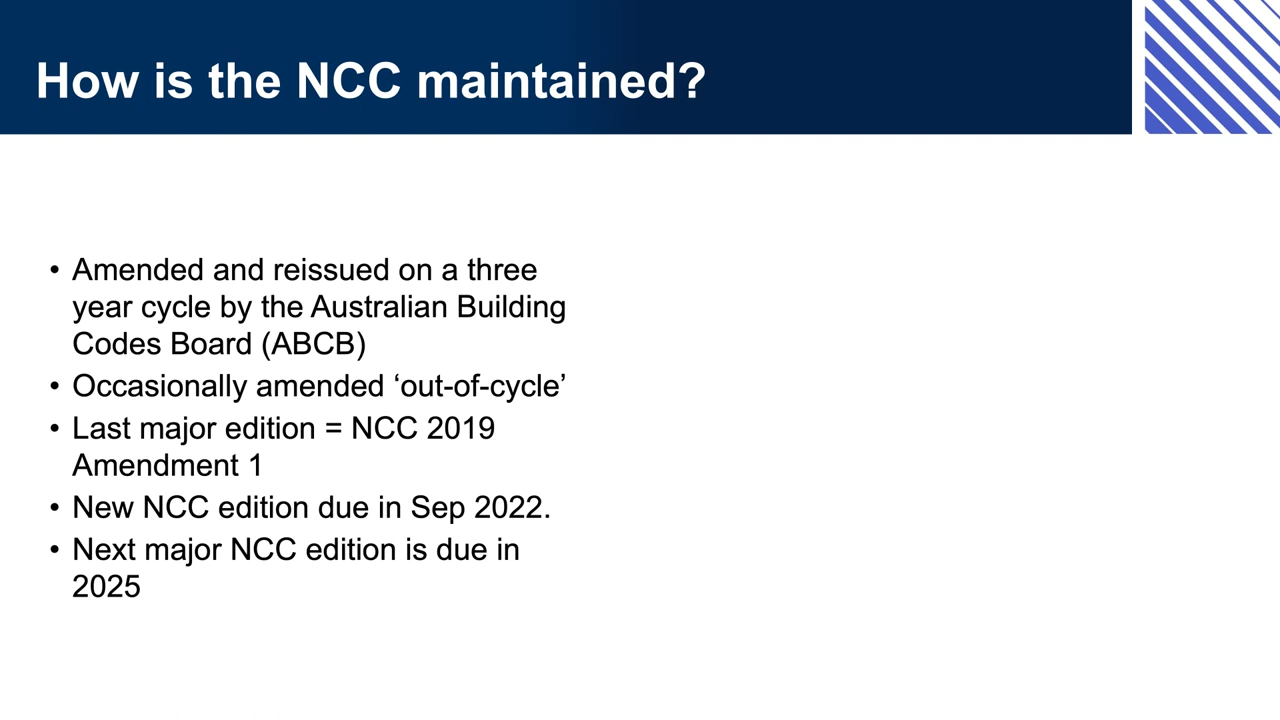 How is the NCC maintained?
• Amended and reissued on a three
year cycle by the Australian Building
Codes Board (ABCB)
• Occasionally amended ‘out-of-cycle’
• Last major edition = NCC 2019
Amendment 1
• New NCC edition due in Sep 2022.
• Next major NCC edition is due in
2025